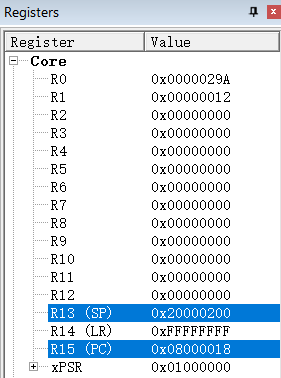 Registers
Register Value
Core
R0 0x0000029A
R1 0x00000012
R2 0x00000000
R3 0x00000000
R4 0x00000000
R5 0x00000000
R6 0x00000000
R7 0x00000000
R8 0x00000000
R9 0x00000000
R10 0x00000000
R11 0x00000000
R12 0x00000000
R13 (SP) 0x20000200
R14 (LR) 0xFFFFFFFF
R15 (PC) 0x08000018
xPSR 0x01000000